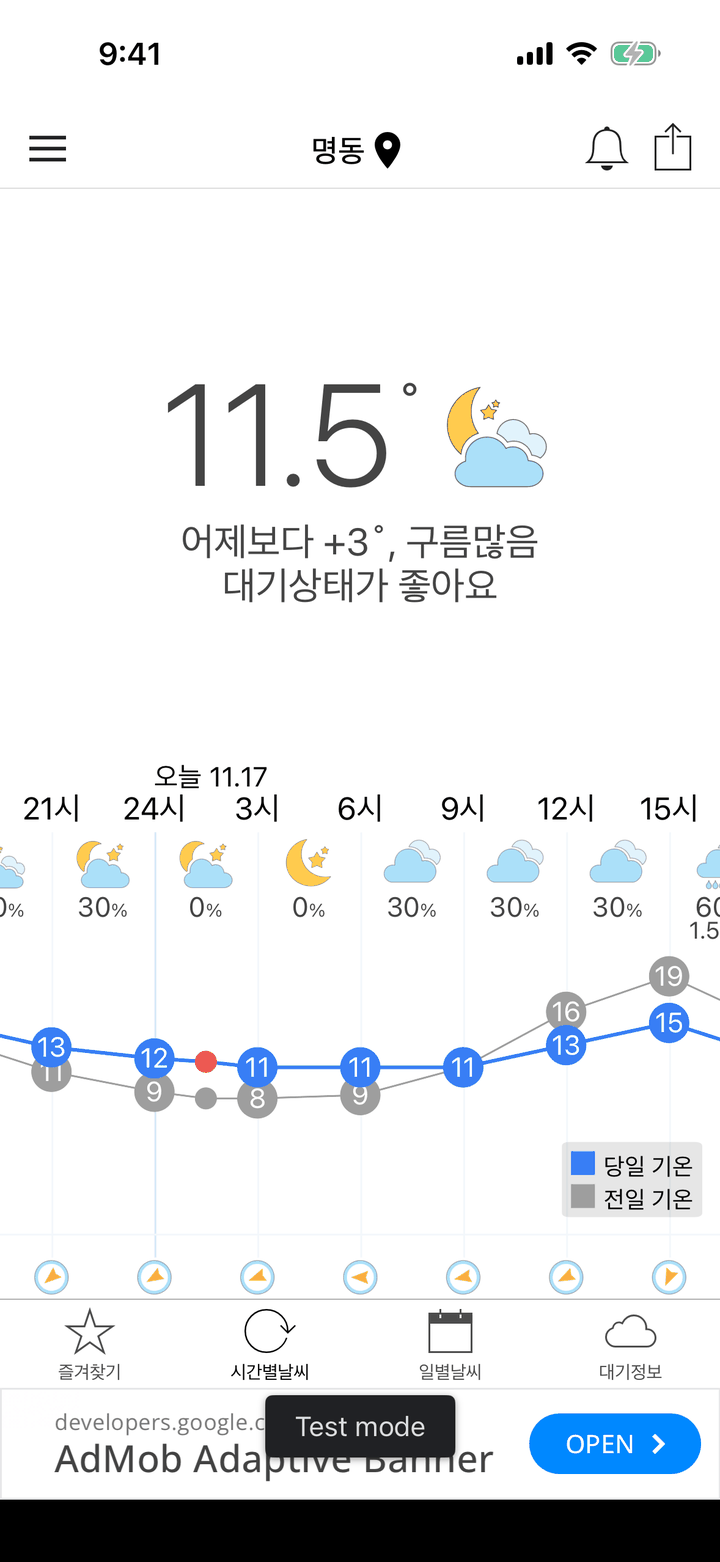 9:41
명동
11.5°
어제보다 +3°, 구름많음
대기상태가 좋아요
오늘 11.17
21시 24시 3시 6시 9시 12시 15시
30% 0% 0% 30% 30% 30%
1.5
19
16
15
13 12 11 11 11 13
11 9 8 9
당일 기온
전일 기온
즐겨찾기 시간별날씨 일별날씨 대기정보
Test mode
developers.google.c
AdMob Adaptive Banner
OPEN